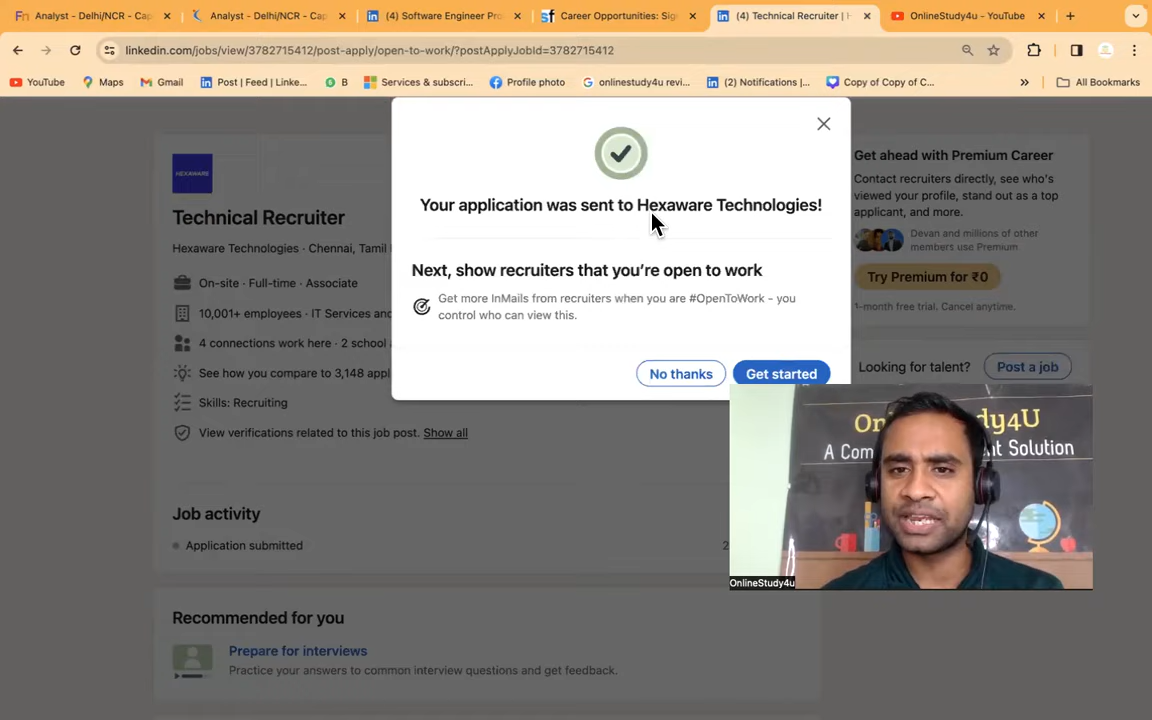 Analyst - Delhi/NCR - Cap
Analyst - Delhi/NCR - Cap
(4) Software Engineer Pro
Career Opportunities: Sig
(4) Technical Recruiter | H
OnlineStudy4u - YouTube
linkedin.com/jobs/view/3782715412/post-apply/open-to-work/?postApplyJobId=3782715412
YouTube
Maps
Gmail
Post | Feed | Linke...
B
Services & subscri...
Profile photo
onlinestudy4u revi...
(2) Notifications |...
Copy of Copy of C...
All Bookmarks
HEXAWARE
Technical Recruiter
Hexaware Technologies · Chennai, Tamil
On-site · Full-time · Associate
10,001+ employees · IT Services and
4 connections work here · 2 school
See how you compare to 3,148 appl
Skills: Recruiting
View verifications related to this job post. Show all
Job activity
Application submitted
2
Recommended for you
Prepare for interviews
Practice your answers to common interview questions and get feedback.
Your application was sent to Hexaware Technologies!
Next, show recruiters that you're open to work
Get more InMails from recruiters when you are #OpenToWork - you
control who can view this.
No thanks
Get started
Get ahead with Premium Career
Contact recruiters directly, see who's
viewed your profile, stand out as a top
applicant, and more.
Devan and millions of other
members use Premium
Try Premium for ₹0
1-month free trial. Cancel anytime.
Looking for talent?
Post a job
On dy4U
A Com nt Solution
OnlineStudy4u